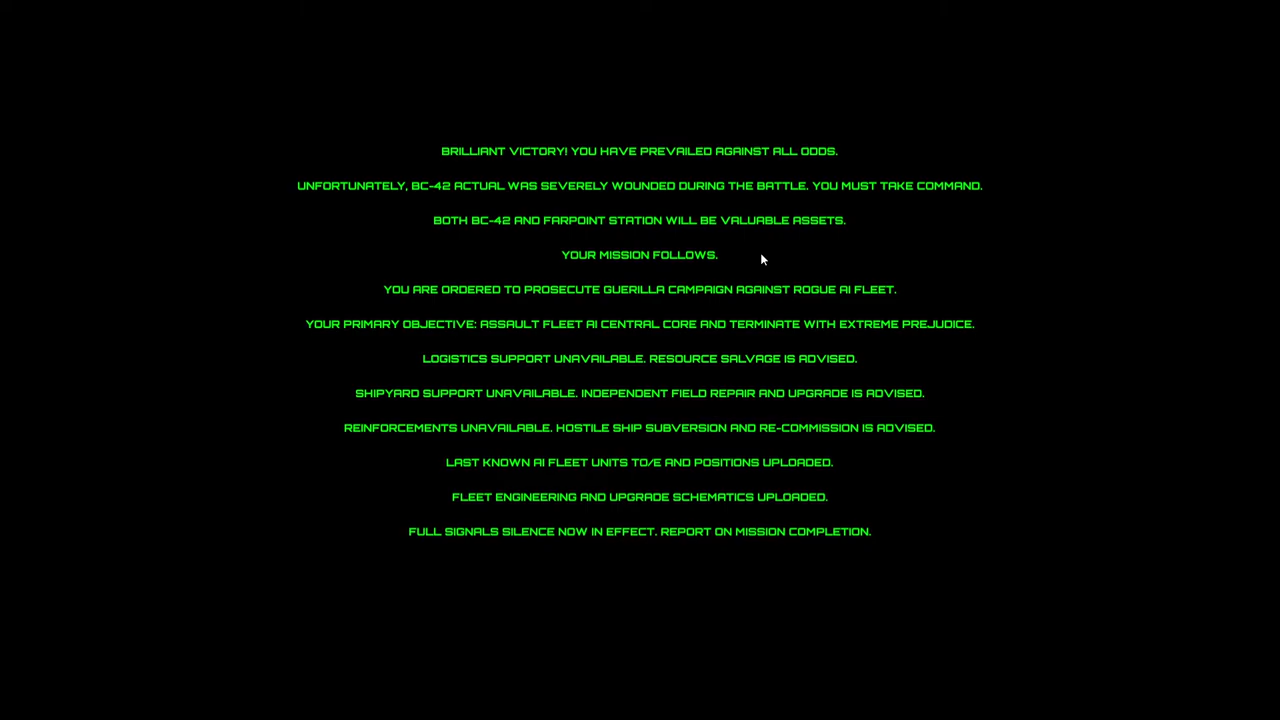 BRILLIANT VICTORY! YOU HAVE PREVAILED AGAINST ALL ODDS.
UNFORTUNATELY, BC-42 ACTUAL WAS SEVERELY WOUNDED DURING THE BATTLE. YOU MUST TAKE COMMAND.
BOTH BC-42 AND FARPOINT STATION WILL BE VALUABLE ASSETS.
YOUR MISSION FOLLOWS.
YOU ARE ORDERED TO PROSECUTE GUERILLA CAMPAIGN AGAINST ROGUE AI FLEET.
YOUR PRIMARY OBJECTIVE: ASSAULT FLEET AI CENTRAL CORE AND TERMINATE WITH EXTREME PREJUDICE.
LOGISTICS SUPPORT UNAVAILABLE. RESOURCE SALVAGE IS ADVISED.
SHIPYARD SUPPORT UNAVAILABLE. INDEPENDENT FIELD REPAIR AND UPGRADE IS ADVISED.
REINFORCEMENTS UNAVAILABLE. HOSTILE SHIP SUBVERSION AND RE-COMMISSION IS ADVISED.
LAST KNOWN AI FLEET UNITS TO/E AND POSITIONS UPLOADED.
FLEET ENGINEERING AND UPGRADE SCHEMATICS UPLOADED.
FULL SIGNALS SILENCE NOW IN EFFECT. REPORT ON MISSION COMPLETION.